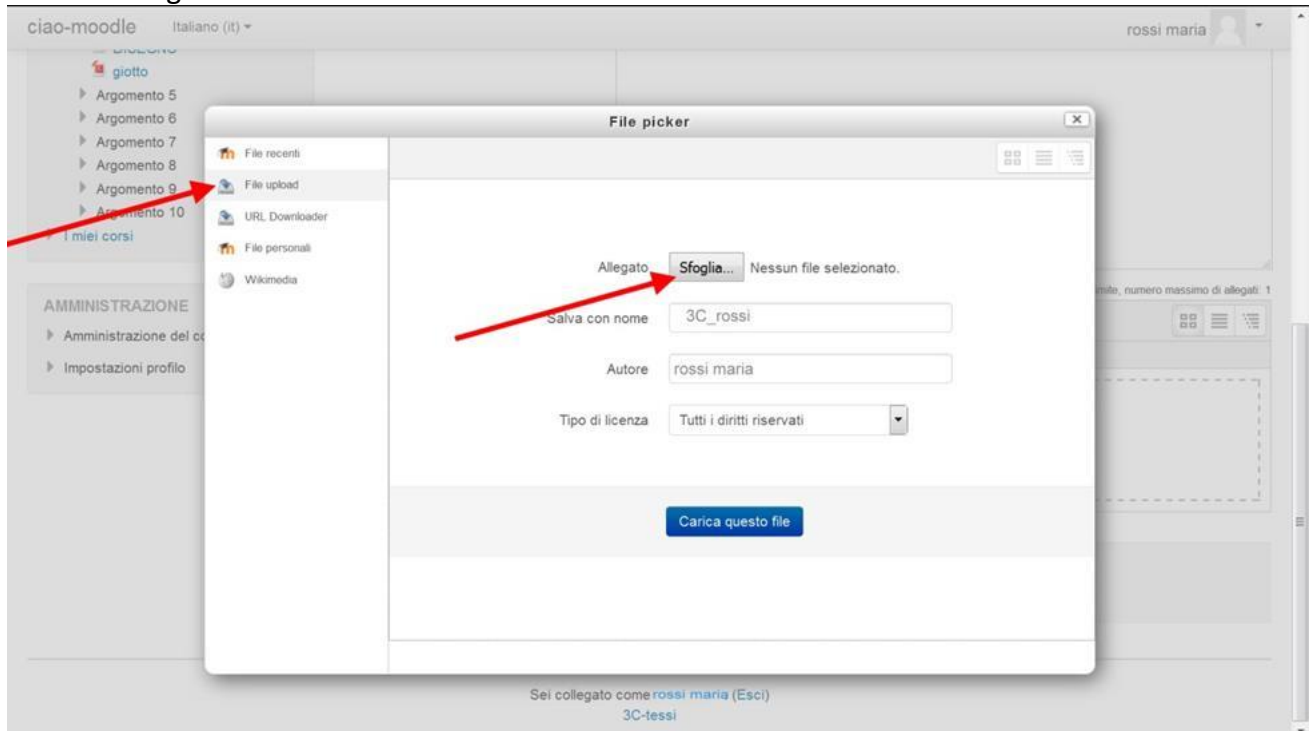 ciao-moodle Italiano (it)
rossi maria
giotto
Argomento 5
Argomento 6
Argomento 7
Argomento 8
Argomento 9
Argomento 10
I miei corsi
AMMINISTRAZIONE
Amministrazione del
Impostazioni profilo
File picker
File recenti
File upload
URL Downloader
File personali
Wikimedia
Allegato Sfoglia... Nessun file selezionato.
Salva con nome 3C_rossi
Autore rossi maria
Tipo di licenza Tutti i diritti riservati
Carica questo file
numero massimo di allegati: 1
Sei collegato come rossi maria (Esci)
3C-tessi